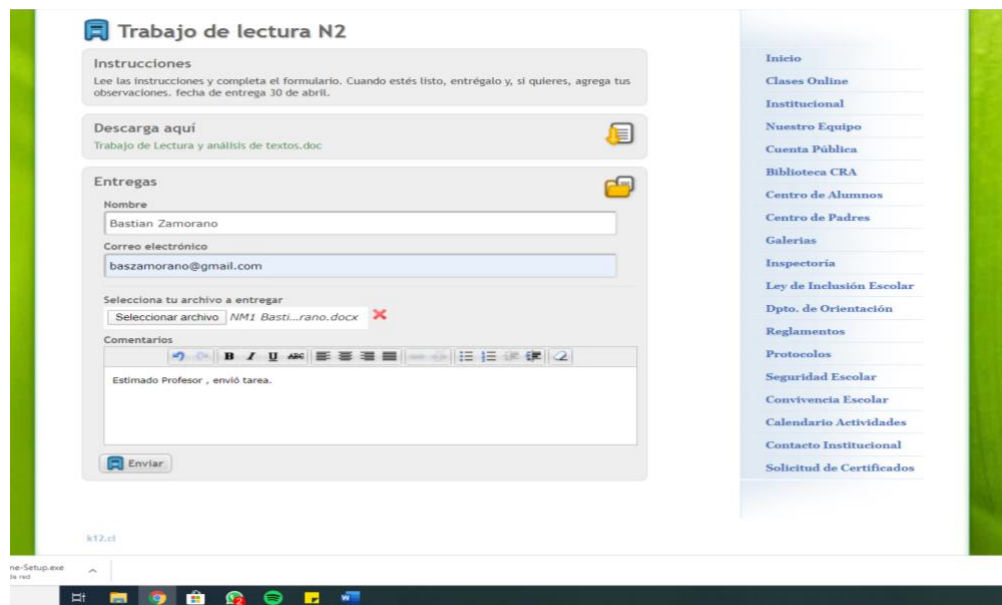 Trabajo de lectura N2
Instrucciones
Lee las instrucciones y completa el formulario. Cuando estés listo, entrégalo y, si quieres, agrega tus
observaciones. fecha de entrega 30 de abril.
Descarga aquí
Trabajo de Lectura y análisis de textos.doc
Entregas
Nombre
Bastian Zamorano
Correo electrónico
baszamorano@gmail.com
Selecciona tu archivo a entregar
Seleccionar archivo NM1 Basti...rano.docx
Comentarios
B I U ABC
Estimado Profesor , envió tarea.
Enviar
Inicio
Clases Online
Institucional
Nuestro Equipo
Cuenta Pública
Biblioteca CRA
Centro de Alumnos
Centro de Padres
Galerias
Inspectoría
Ley de Inclusión Escolar
Dpto. de Orientación
Reglamentos
Protocolos
Seguridad Escolar
Convivencia Escolar
Calendario Actividades
Contacto Institucional
Solicitud de Certificados
k12.cl
ne-Setup.exe
de red